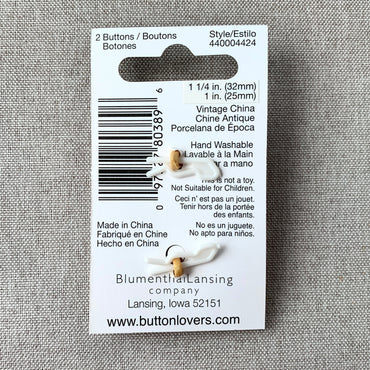 2 Buttons / Boutons
Botones
Style/Estilo
440004424
1 1/4 in. (32mm)
1 in. (25mm)
Vintage China
Chine Antique
Porcelana de Época
Hand Washable
Lavable à la Main
a mano
This is not a toy.
Not Suitable for Children.
Ceci n' est pas un jouet.
Tenir hors de la portée
des enfants.
No es un juguete.
No apto para niños.
Made in China
Fabriqué en Chine
Hecho en China
BlumenthalLansing
company
Lansing, Iowa 52151
www.buttonlovers.com